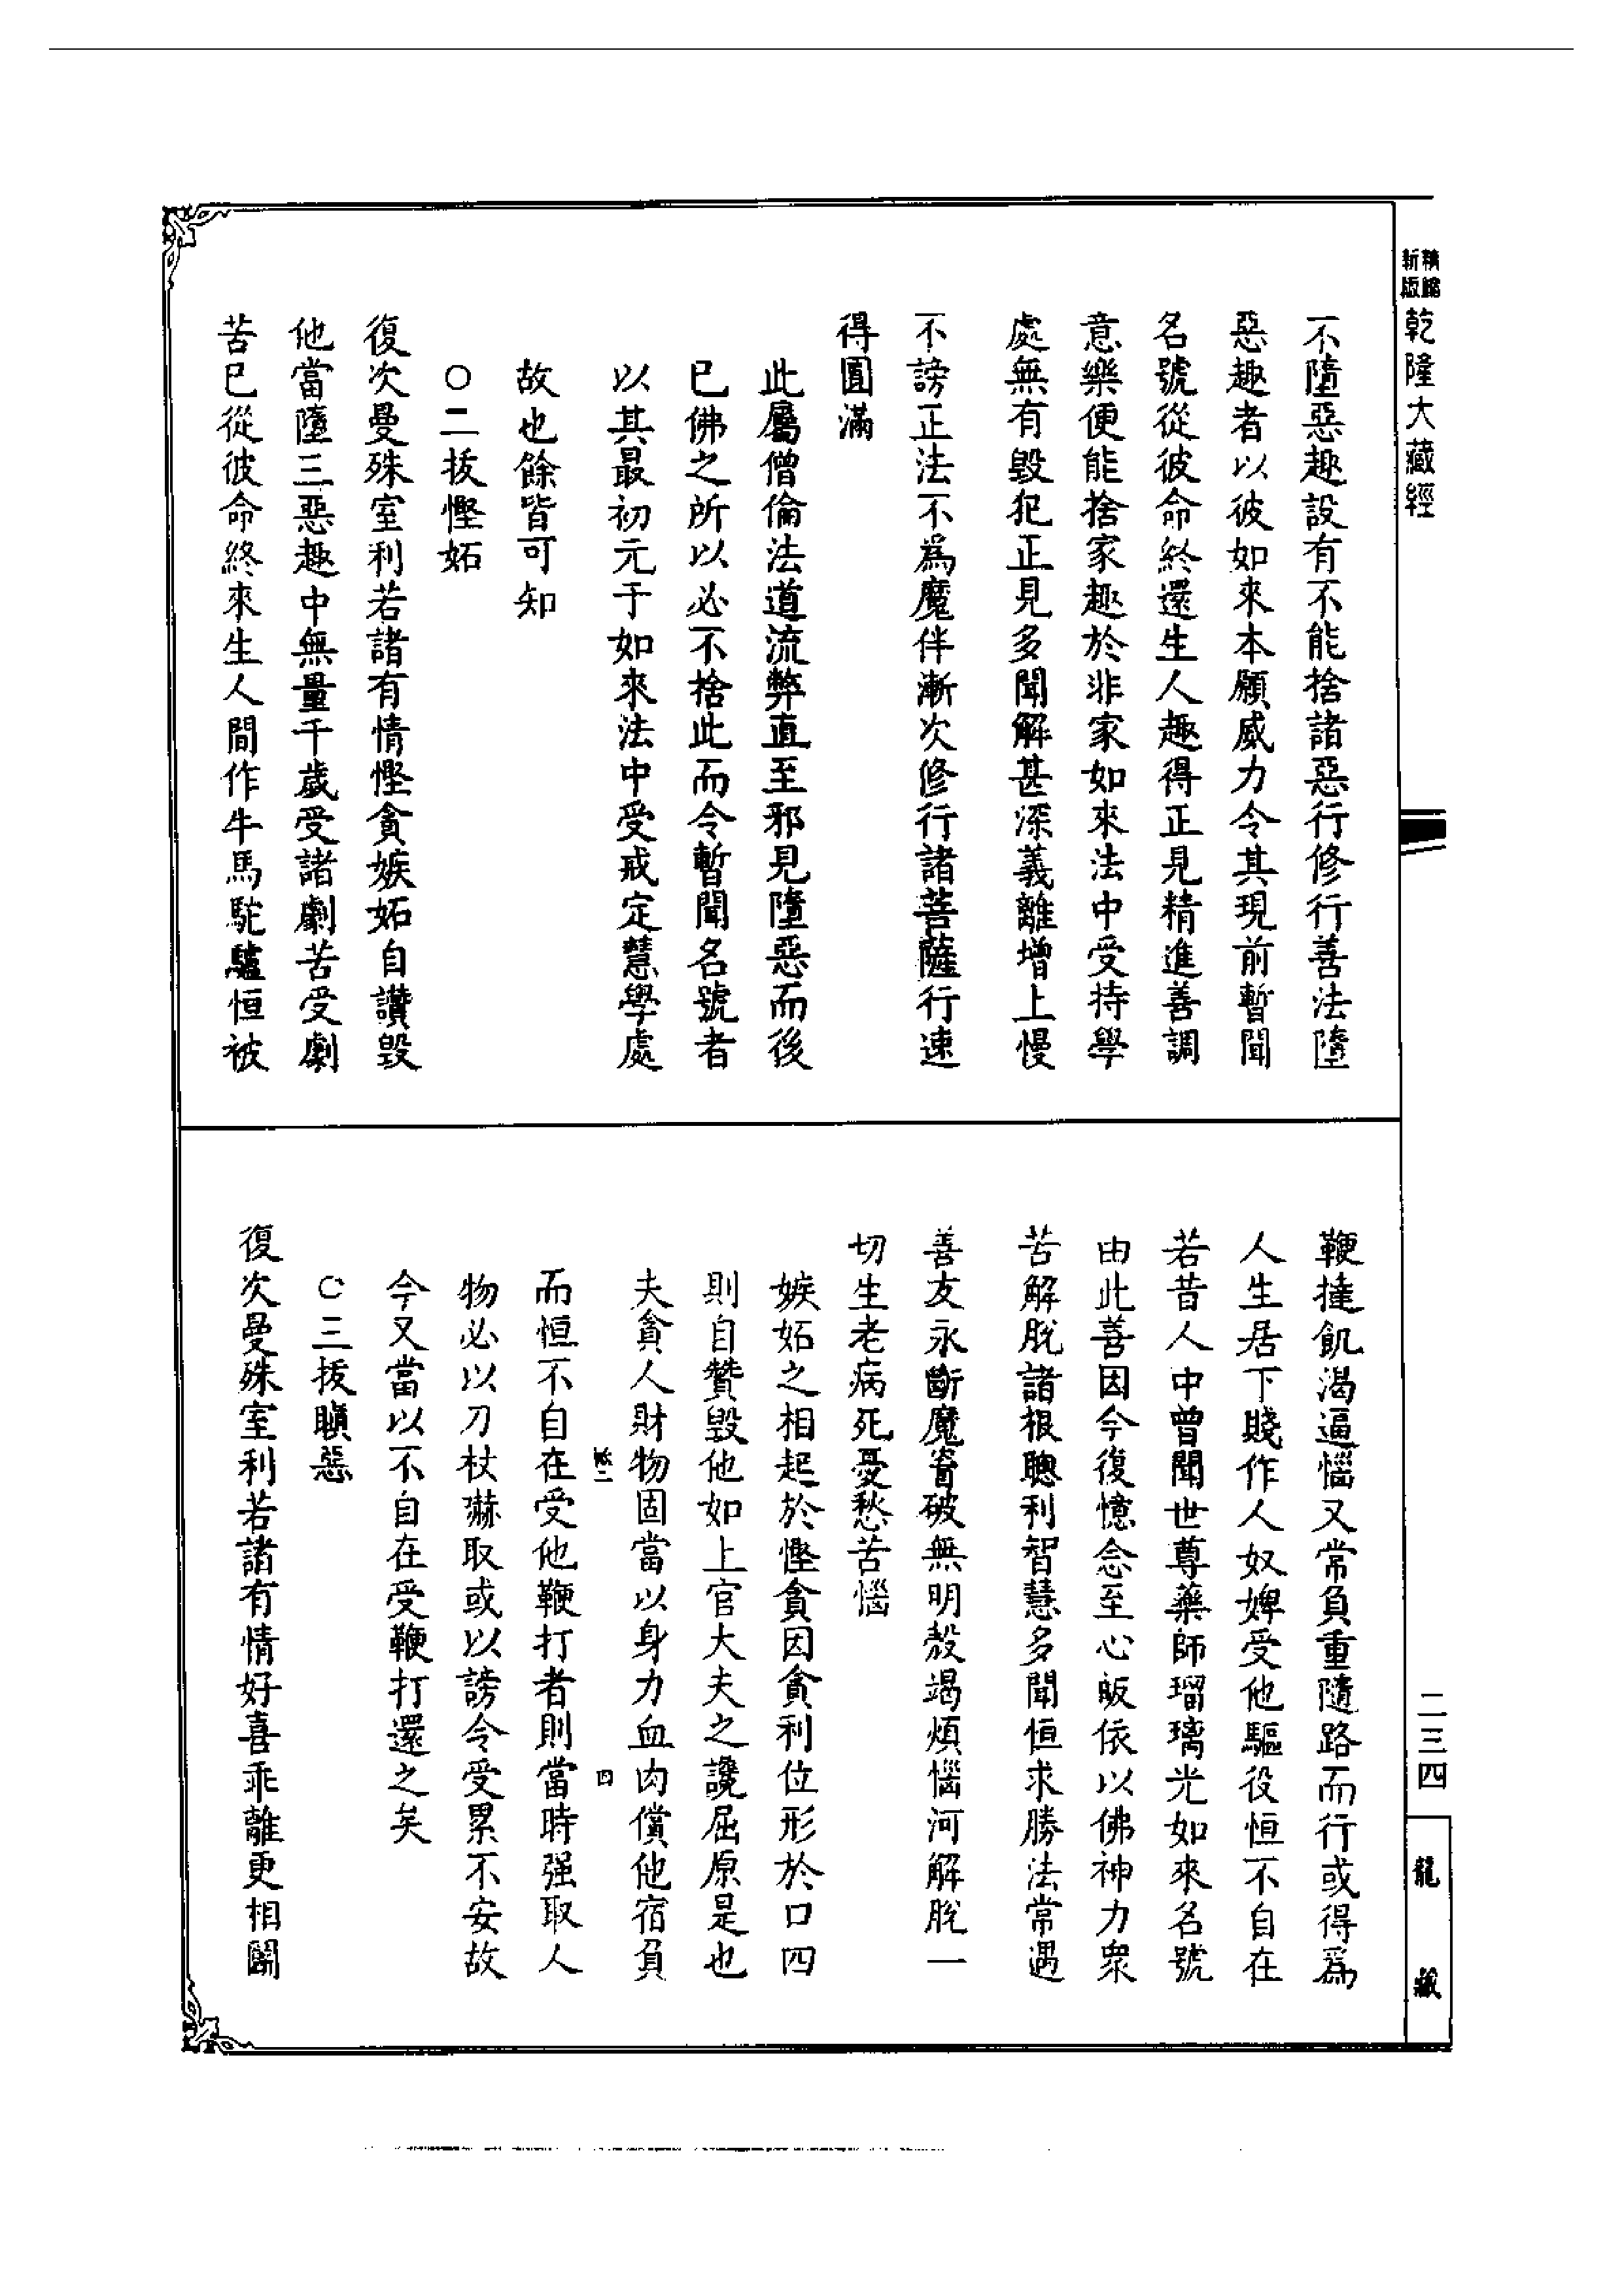 乾隆大藏經
不墮惡趣設有不能捨諸惡行修行善法墮
惡趣者以彼如來本願威力令其現前暫聞
名號從彼命終還生人趣得正見精進善調
意樂便能捨家趣於非家如來法中受持學
處無有毀犯正見多聞解甚深義離增上慢
不謗正法不為魔伴漸次修行諸菩薩行速
得圓滿
此屬僧倫法道流弊直至邪見墮惡而後
已佛之所以必不捨此而令暫聞名號者
以其最初元于如來法中受戒定慧學處
故也餘皆可知
○二拔慳妬
復次曼殊室利若諸有情慳貪嫉妬自讚毀
他當墮三惡趣中無量千歲受諸劇苦受劇
苦已從彼命終來生人間作牛馬駝驢恒被
鞭撻飢渴逼惱又常負重隨路而行或得為
人生居下賤作人奴婢受他驅役恒不自在
若昔人中曾聞世尊藥師瑠璃光如來名號
由此善因今復憶念至心皈依以佛神力眾
苦解脫諸根聰利智慧多聞恒求勝法常遇
善友永斷魔罥破無明殼竭煩惱河解脫一
切生老病死憂愁苦惱
嫉妬之相起於慳貪因貪利位形於口四
則自贊毀他如上官大夫之讒屈原是也
夫貪人財物固當以身力血肉償他宿負
四
而恒不自在受他鞭打者則當時强取人
物必以刀杖嚇取或以謗令受累不安故
今又當以不自在受鞭打還之矣
○三拔瞋惡
復次曼殊室利若諸有情好喜乖離更相鬭
二三四
龍藏